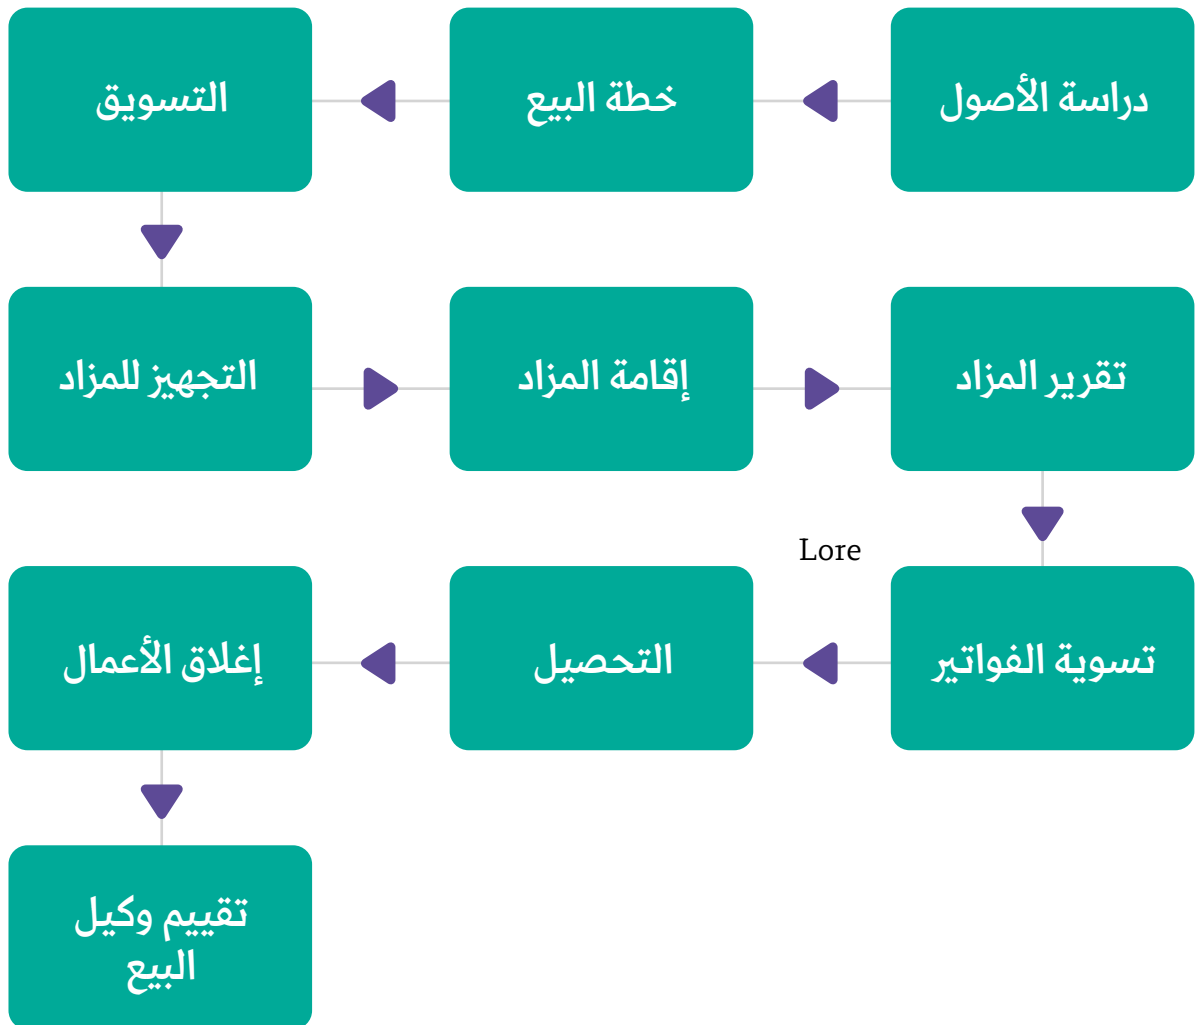 دراسة الأصول
خطة البيع
التسويق
التجهيز للمزاد
إقامة المزاد
تقرير المزاد
Lore
تسوية الفواتير
التحصيل
إغلاق الأعمال
تقييم وكيل
البيع